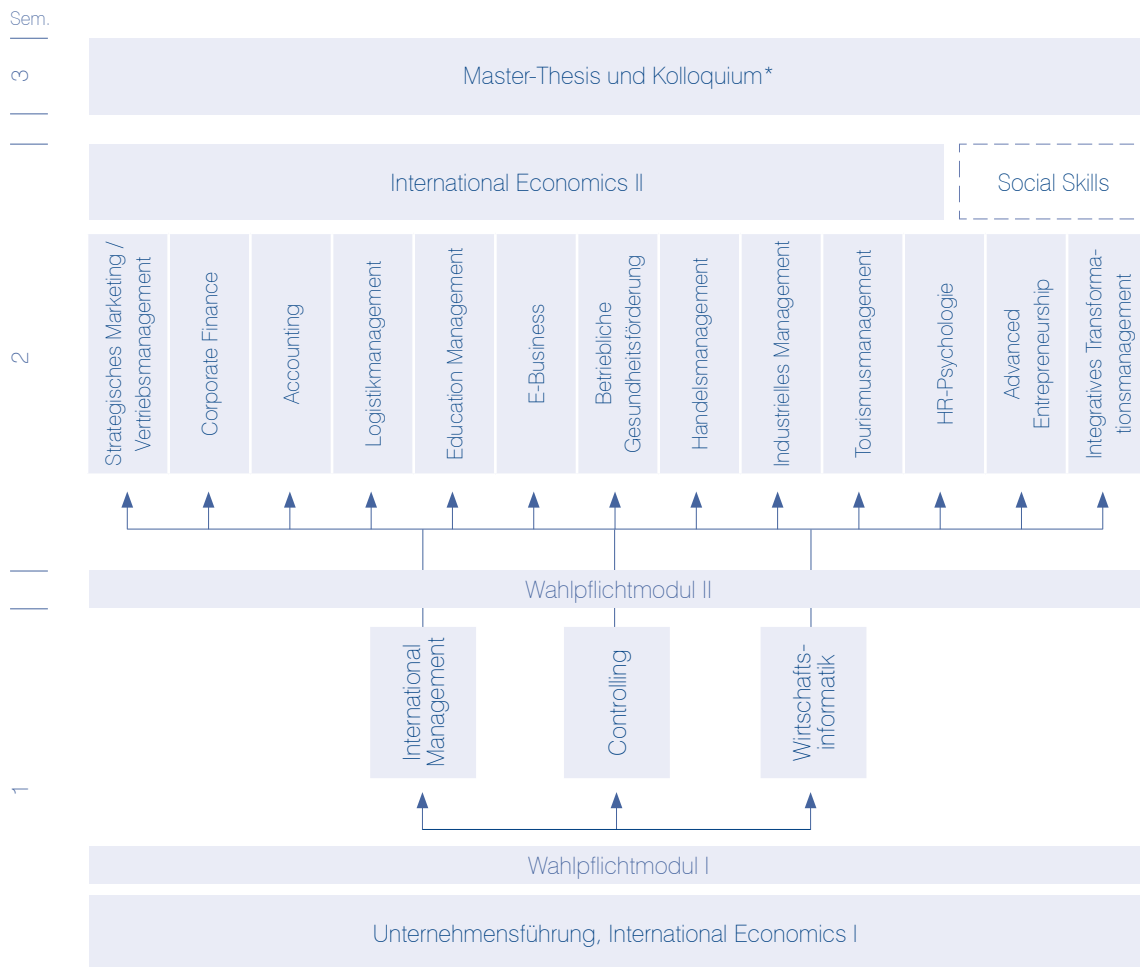 Sem.
3
Master-Thesis und Kolloquium*
International Economics II
Social Skills
2
Strategisches Marketing /
Vertriebsmanagement
Corporate Finance
Accounting
Logistikmanagement
Education Management
E-Business
Betriebliche
Gesundheitsförderung
Handelsmanagement
Industrielles Management
Tourismusmanagement
HR-Psychologie
Advanced
Entrepreneurship
Integratives Transforma-
tionsmanagement
Wahlpflichtmodul II
1
International
Management
Controlling
Wirtschafts-
informatik
Wahlpflichtmodul I
Unternehmensführung, International Economics I